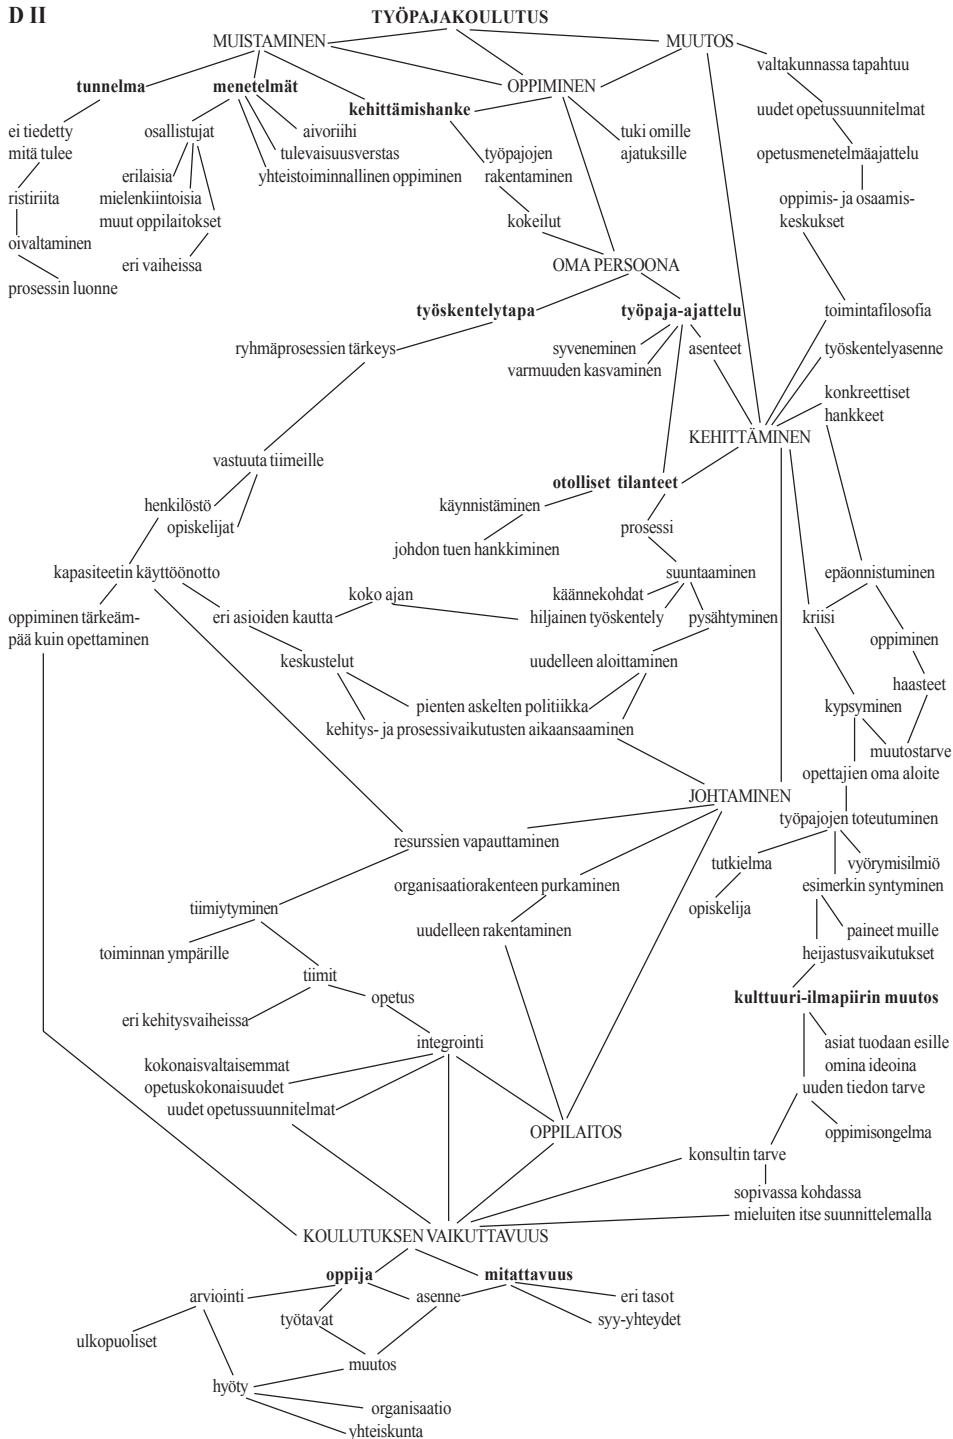 D II
TYÖPAJAKOULUTUS
MUISTAMINEN
MUUTOS
valtakunnassa tapahtuu
tunnelma
menetelmät
OPPIMINEN
kehittämishanke
uudet opetussuunnitelmat
ei tiedetty
mitä tulee
osallistujat
aivoriihi
tulevaisuusverstas
yhteistoiminnallinen oppiminen
työpajojen
rakentaminen
tuki omille
ajatuksille
opetusmenetelmäajattelu
erilaisia
mielenkiintoisia
muut oppilaitokset
ristiriita
oppimis- ja osaamis-
keskukset
kokeilut
oivaltaminen
eri vaiheissa
OMA PERSOONA
prosessin luonne
työskentelytapa
työpaja-ajattelu
toimintafilosofia
ryhmäprosessien tärkeys
syveneminen
varmuuden kasvaminen
asenteet
työskentelyasenne
konkreettiset
hankkeet
KEHITTÄMINEN
vastuuta tiimeille
otolliset tilanteet
henkilöstö
opiskelijat
käynnistäminen
prosessi
johdon tuen hankkiminen
kapasiteetin käyttöönotto
suuntaaminen
epäonnistuminen
koko ajan
käännekohdat
oppiminen tärkeäm-
pää kuin opettaminen
eri asioiden kautta
hiljainen työskentely
pysähtyminen
kriisi
oppiminen
keskustelut
uudelleen aloittaminen
haasteet
pienten askelten politiikka
kypsyminen
kehitys- ja prosessivaikutusten aikaansaaminen
muutostarve
opettajien oma aloite
JOHTAMINEN
työpajojen toteutuminen
resurssien vapauttaminen
tutkielma
vyörymisilmiö
organisaatiorakenteen purkaminen
esimerkin syntyminen
tiimiytyminen
opiskelija
uudelleen rakentaminen
paineet muille
toiminnan ympärille
heijastusvaikutukset
tiimit
opetus
kulttuuri-ilmapiirin muutos
eri kehitysvaiheissa
integrointi
asiat tuodaan esille
omina ideoina
kokonaisvaltaisemmat
opetuskokonaisuudet
uuden tiedon tarve
uudet opetussuunnitelmat
OPPILAITOS
oppimisongelma
konsultin tarve
sopivassa kohdassa
mieluiten itse suunnittelemalla
KOULUTUKSEN VAIKUTTAVUUS
oppija
mitattavuus
arviointi
asenne
eri tasot
työtavat
syy-yhteydet
ulkopuoliset
muutos
hyöty
organisaatio
yhteiskunta